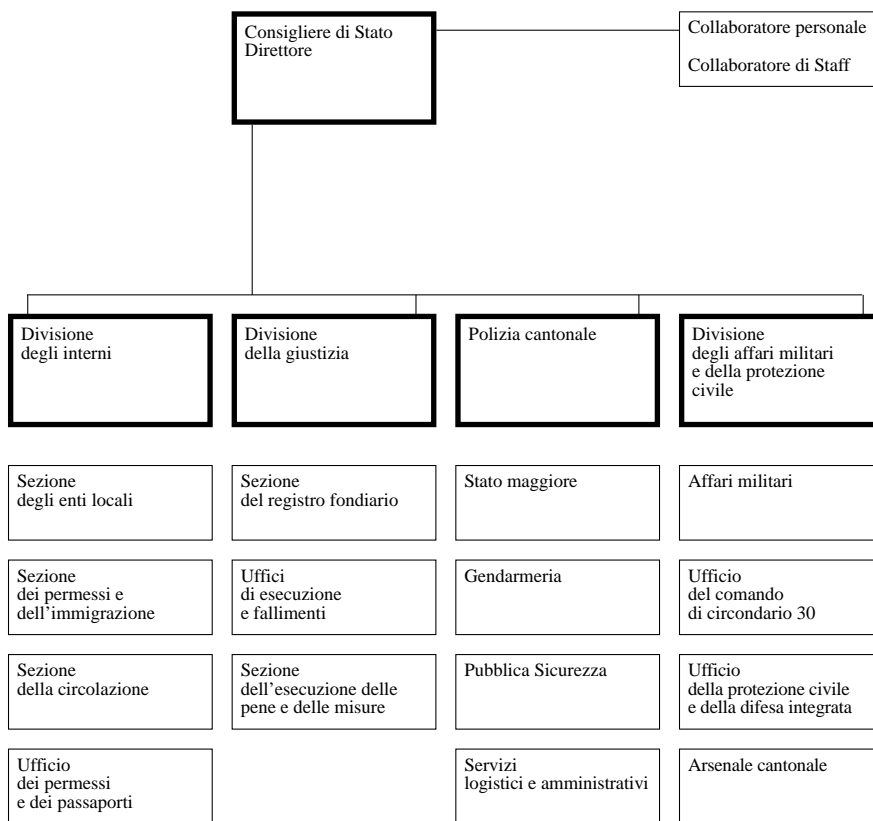 Consigliere di Stato
Direttore
Collaboratore personale
Collaboratore di Staff
Divisione
degli interni
Divisione
della giustizia
Polizia cantonale
Divisione
degli affari militari
e della protezione
civile
Sezione
degli enti locali
Sezione
del registro fondiario
Stato maggiore
Affari militari
Sezione
dei permessi e
dell'immigrazione
Uffici
di esecuzione
e fallimenti
Gendarmeria
Ufficio
del comando
di circondario 30
Sezione
della circolazione
Sezione
dell'esecuzione delle
pene e delle misure
Pubblica Sicurezza
Ufficio
della protezione civile
e della difesa integrata
Ufficio
dei permessi
e dei passaporti
Servizi
logistici e amministrativi
Arsenale cantonale